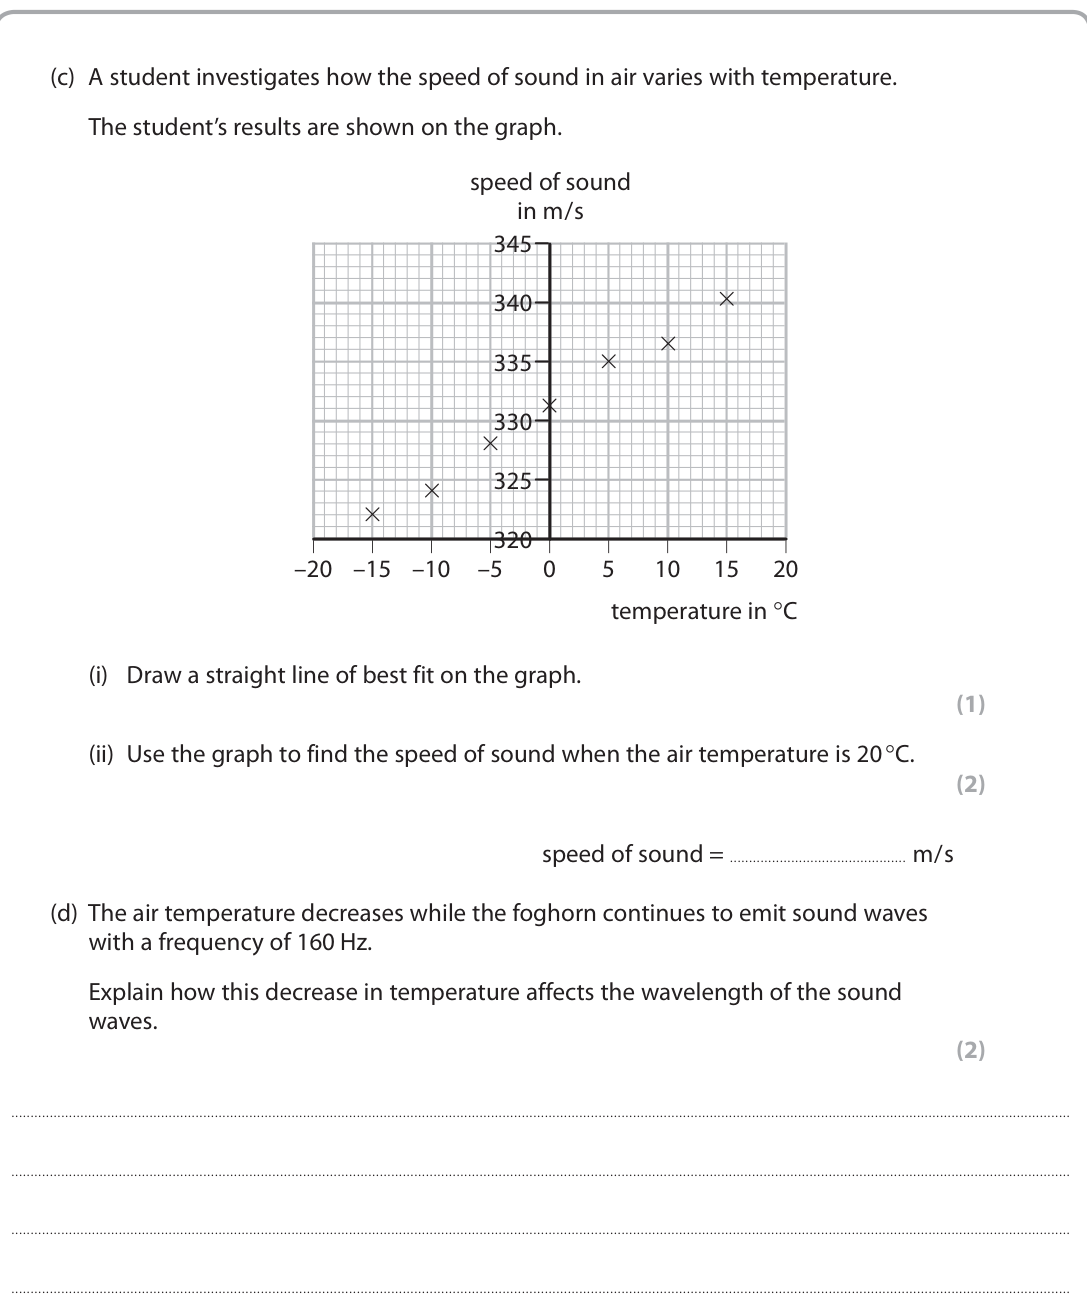 (c) A student investigates how the speed of sound in air varies with temperature.
The student’s results are shown on the graph.
speed of sound
in m/s
345
340
335
330
325
320
–20 –15 –10 –5 0 5 10 15 20
temperature in °C
(i) Draw a straight line of best fit on the graph.
(1)
(ii) Use the graph to find the speed of sound when the air temperature is 20 °C.
(2)
speed of sound = ............................................... m/s
(d) The air temperature decreases while the foghorn continues to emit sound waves
with a frequency of 160 Hz.
Explain how this decrease in temperature affects the wavelength of the sound
waves.
(2)